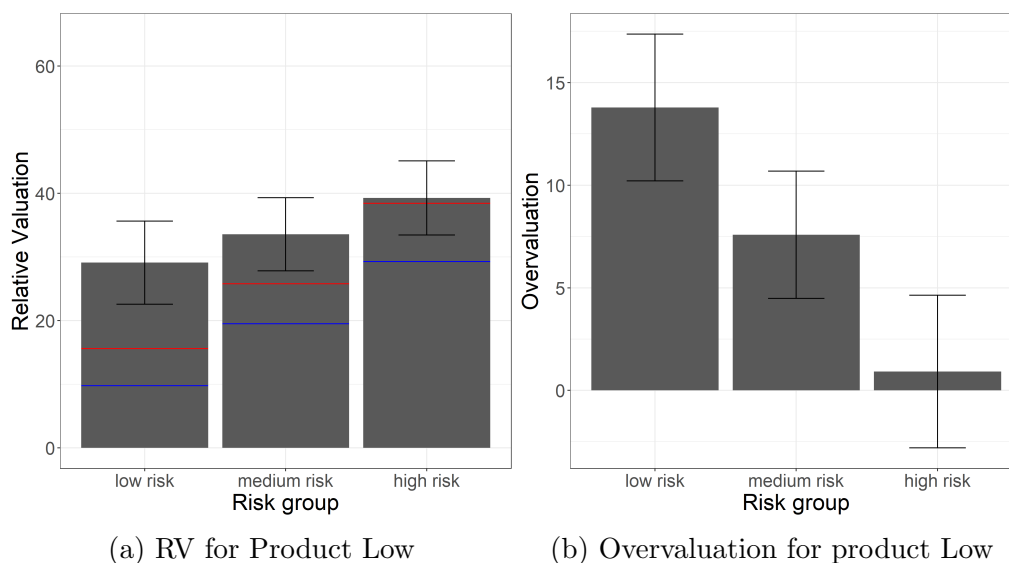 Relative Valuation
60
40
20
0
low risk medium risk high risk
Risk group
(a) RV for Product Low
Overvaluation
15
10
5
0
low risk medium risk high risk
Risk group
(b) Overvaluation for product Low